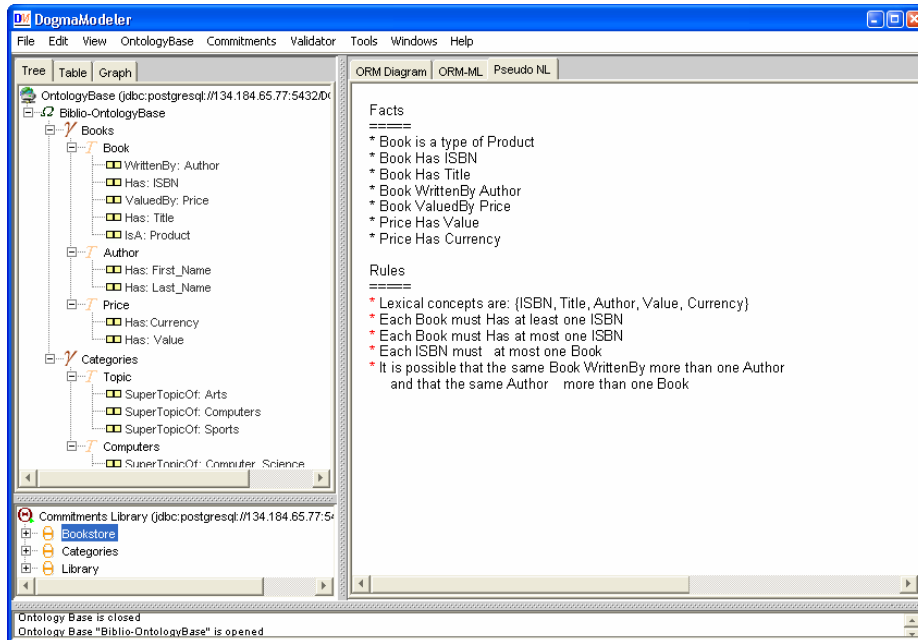 DM DogmaModeler
File Edit View OntologyBase Commitments Validator Tools Windows Help
Tree Table Graph
OntologyBase (jdbc:postgresql://134.184.65.77:5432/D
Ω Biblio-OntologyBase
γ Books
T Book
WrittenBy: Author
Has: ISBN
ValuedBy: Price
Has: Title
IsA: Product
T Author
Has: First_Name
Has: Last_Name
T Price
Has: Currency
Has: Value
γ Categories
T Topic
SuperTopicOf: Arts
SuperTopicOf: Computers
SuperTopicOf: Sports
T Computers
SuperTopicOf: Computer_Science
Commitments Library (jdbc:postgresql://134.184.65.77:54
Bookstore
Categories
Library
ORM Diagram ORM-ML Pseudo NL
Facts
=====
* Book is a type of Product
* Book Has ISBN
* Book Has Title
* Book WrittenBy Author
* Book ValuedBy Price
* Price Has Value
* Price Has Currency
Rules
=====
* Lexical concepts are: {ISBN, Title, Author, Value, Currency}
* Each Book must Has at least one ISBN
* Each Book must Has at most one ISBN
* Each ISBN must at most one Book
* It is possible that the same Book WrittenBy more than one Author
and that the same Author more than one Book
Ontology Base is closed
Ontology Base "Biblio-OntologyBase" is opened